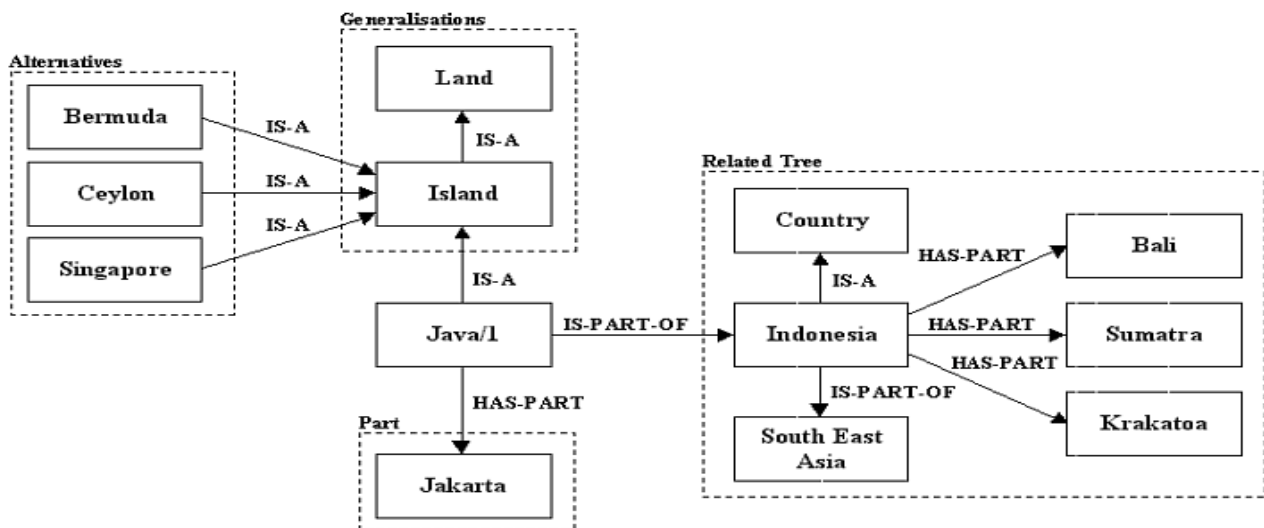 Generalisations
Alternatives
Land
Bermuda
IS-A
IS-A
Related Tree
Ceylon
IS-A
Island
Country
IS-A
Bali
HAS-PART
Singapore
IS-A
IS-A
Java/1
IS-PART-OF
Indonesia
HAS-PART
Sumatra
HAS-PART
IS-PART-OF
HAS-PART
Part
South East
Asia
Krakatoa
Jakarta